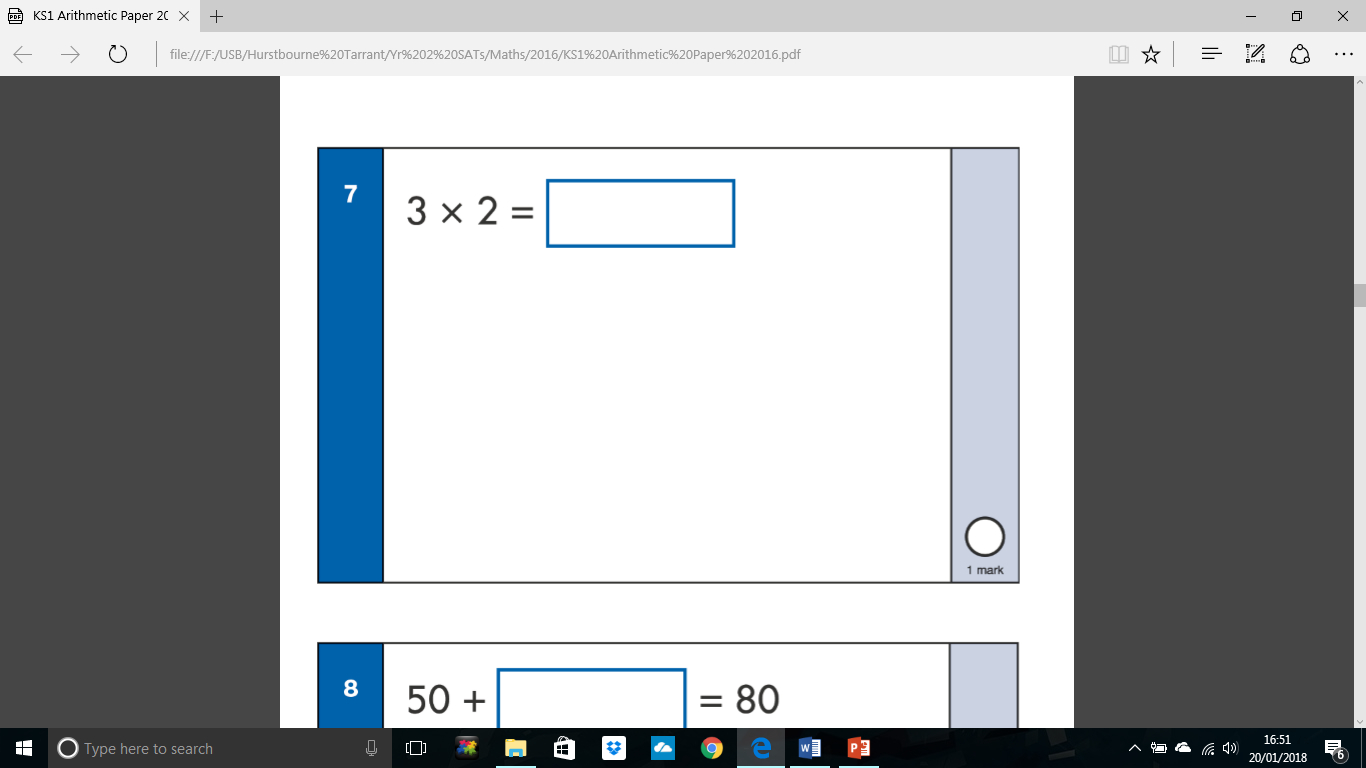 KS1 Arithmetic Paper 20
file:///F:/USB/Hurstbourne%20Tarrant/Yr%202%20SATs/Maths/2016/KS1%20Arithmetic%20Paper%202016.pdf
7
3 × 2 =
1 mark
8
50 + = 80
Type here to search
16:51
20/01/2018
6